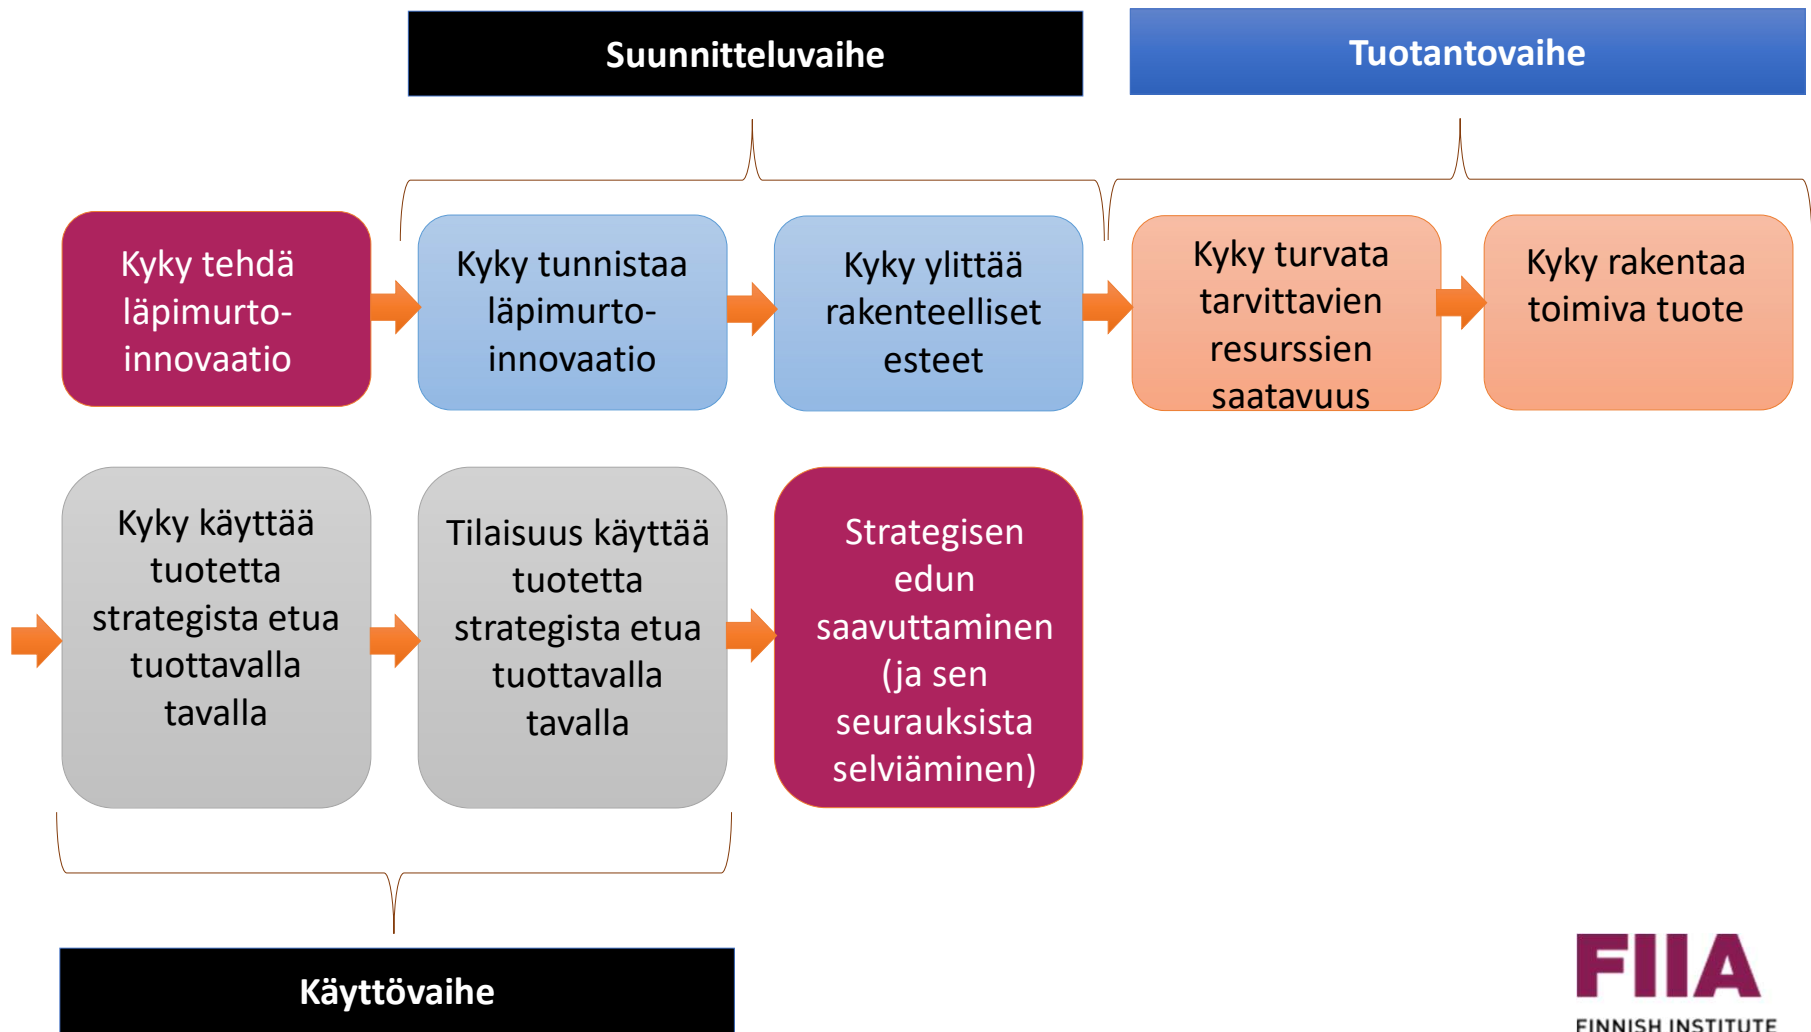 Suunnitteluvaihe
Tuotantovaihe
Kyky tehdä
läpimurto-
innovaatio
Kyky tunnistaa
läpimurto-
innovaatio
Kyky ylittää
rakenteelliset
esteet
Kyky turvata
tarvittavien
resurssien
saatavuus
Kyky rakentaa
toimiva tuote
Kyky käyttää
tuotetta
strategista etua
tuottavalla
tavalla
Tilaisuus käyttää
tuotetta
strategista etua
tuottavalla
tavalla
Strategisen
edun
saavuttaminen
(ja sen
seurauksista
selviäminen)
Käyttövaihe
FIIA
FINNISH INSTITUTE